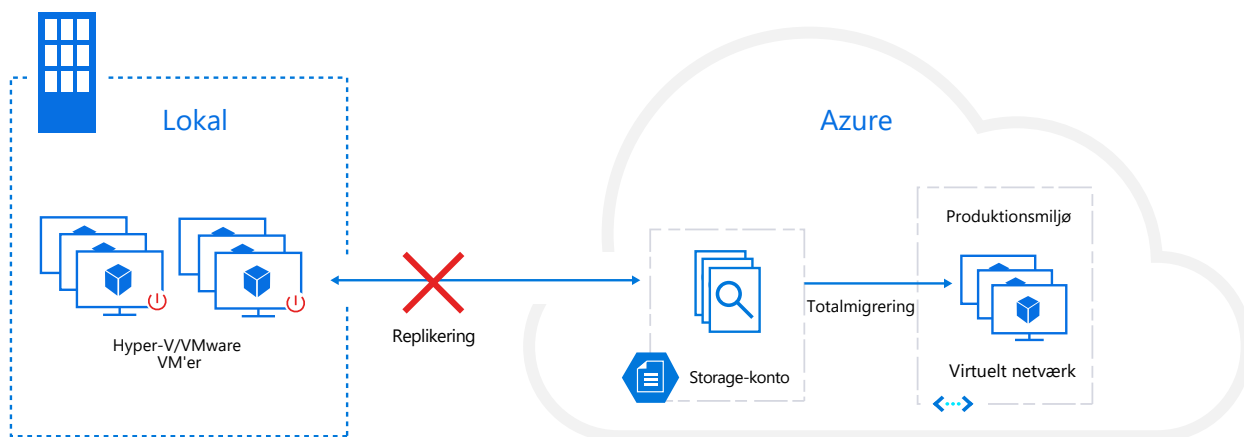 Lokal
Azure
Produktionsmiljø
Totalmigrering
Replikering
Hyper-V/VMware
VM'er
Storage-konto
Virtuelt netværk